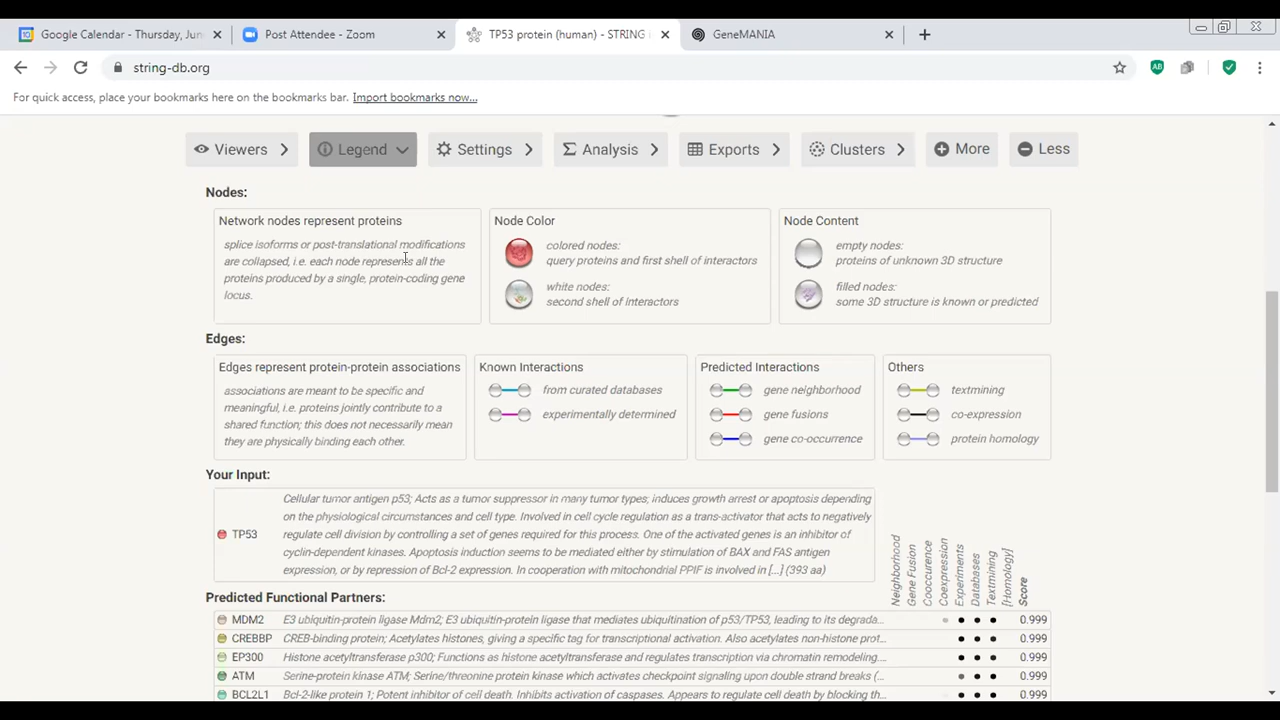 Google Calendar - Thursday, Jun
Post Attendee - Zoom
TP53 protein (human) - STRING
GeneMANIA
string-db.org
For quick access, place your bookmarks here on the bookmarks bar. Import bookmarks now...
Viewers
Legend
Settings
Analysis
Exports
Clusters
More
Less
Nodes:
Network nodes represent proteins
splice isoforms or post-translational modifications
are collapsed, i.e. each node represents all the
proteins produced by a single, protein-coding gene
locus.
Node Color
colored nodes:
query proteins and first shell of interactors
white nodes:
second shell of interactors
Node Content
empty nodes:
proteins of unknown 3D structure
filled nodes:
some 3D structure is known or predicted
Edges:
Edges represent protein-protein associations
associations are meant to be specific and
meaningful, i.e. proteins jointly contribute to a
shared function; this does not necessarily mean
they are physically binding each other.
Known Interactions
from curated databases
experimentally determined
Predicted Interactions
gene neighborhood
gene fusions
gene co-occurrence
Others
textmining
co-expression
protein homology
Your Input:
TP53
Cellular tumor antigen p53; Acts as a tumor suppressor in many tumor types; induces growth arrest or apoptosis depending
on the physiological circumstances and cell type. Involved in cell cycle regulation as a trans-activator that acts to negatively
regulate cell division by controlling a set of genes required for this process. One of the activated genes is an inhibitor of
cyclin-dependent kinases. Apoptosis induction seems to be mediated either by stimulation of BAX and FAS antigen
expression, or by repression of Bcl-2 expression. In cooperation with mitochondrial PPIF is involved in [...] (393 aa)
Neighborhood
Gene Fusion
Cooccurence
Coexpression
Experiments
Databases
Textmining
[Homology]
Score
Predicted Functional Partners:
MDM2 E3 ubiquitin-protein ligase Mdm2; E3 ubiquitin-protein ligase that mediates ubiquitination of p53/TP53, leading to its degrada... 0.999
CREBBP CREB-binding protein; Acetylates histones, giving a specific tag for transcriptional activation. Also acetylates non-histone prot... 0.999
EP300 Histone acetyltransferase p300; Functions as histone acetyltransferase and regulates transcription via chromatin remodeling.... 0.999
ATM Serine-protein kinase ATM; Serine/threonine protein kinase which activates checkpoint signaling upon double strand breaks (... 0.999
BCL2L1 Bcl-2-like protein 1; Potent inhibitor of cell death. Inhibits activation of caspases. Appears to regulate cell death by blocking th... 0.999